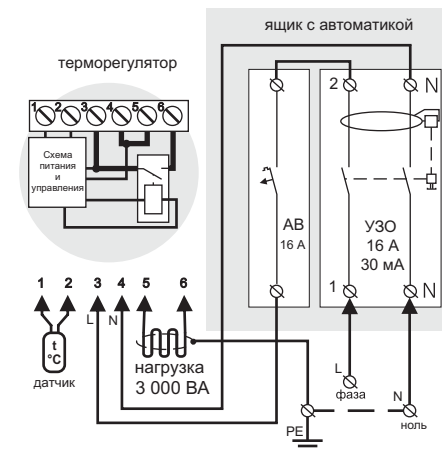 ящик с автоматикой
терморегулятор
1 2 3 4 5 6
Схема
питания
и
управления
2 N
АВ
16 А
УЗО
16 А
30 мА
1 N
1 2 3 4 5 6
L N
t
°C
датчик
нагрузка
3 000 ВА
L
фаза
N
ноль
PE